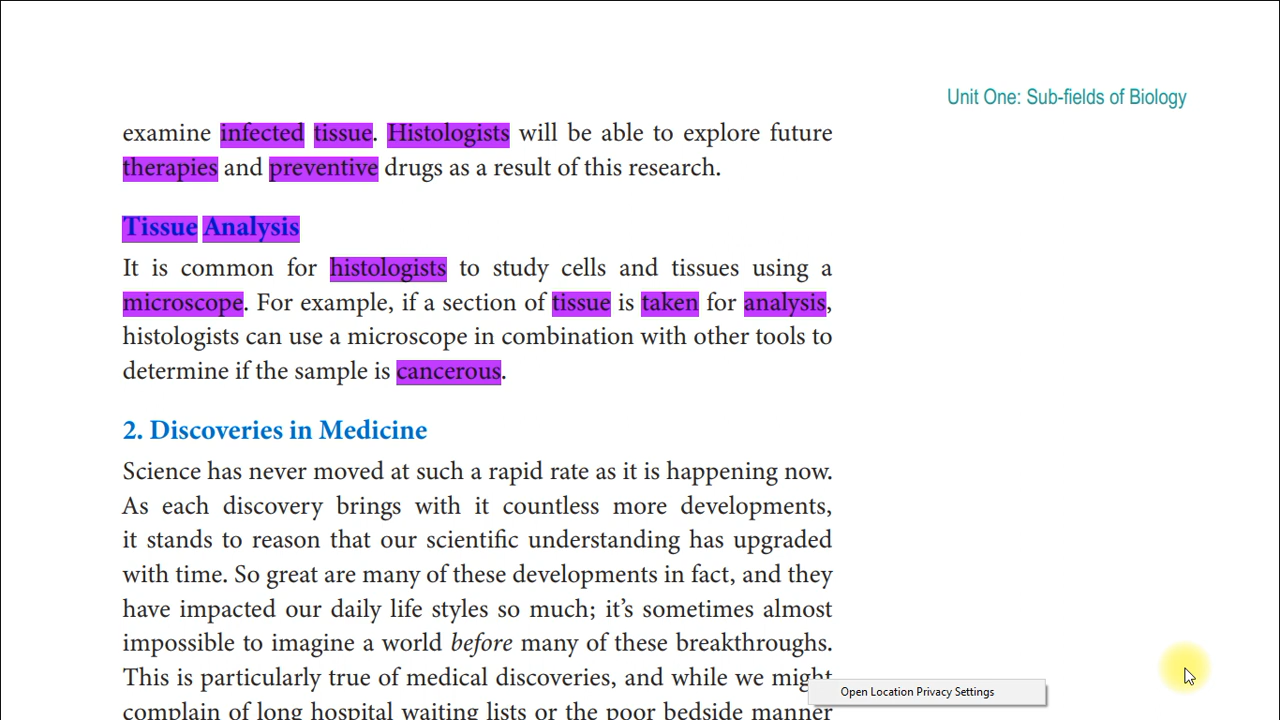 Unit One: Sub-fields of Biology
examine infected tissue. Histologists will be able to explore future
therapies and preventive drugs as a result of this research.
Tissue Analysis
It is common for histologists to study cells and tissues using a
microscope. For example, if a section of tissue is taken for analysis,
histologists can use a microscope in combination with other tools to
determine if the sample is cancerous.
2. Discoveries in Medicine
Science has never moved at such a rapid rate as it is happening now.
As each discovery brings with it countless more developments,
it stands to reason that our scientific understanding has upgraded
with time. So great are many of these developments in fact, and they
have impacted our daily life styles so much; it's sometimes almost
impossible to imagine a world before many of these breakthroughs.
This is particularly true of medical discoveries, and while we might
complain of long hospital waiting lists or the poor bedside manner
Open Location Privacy Settings